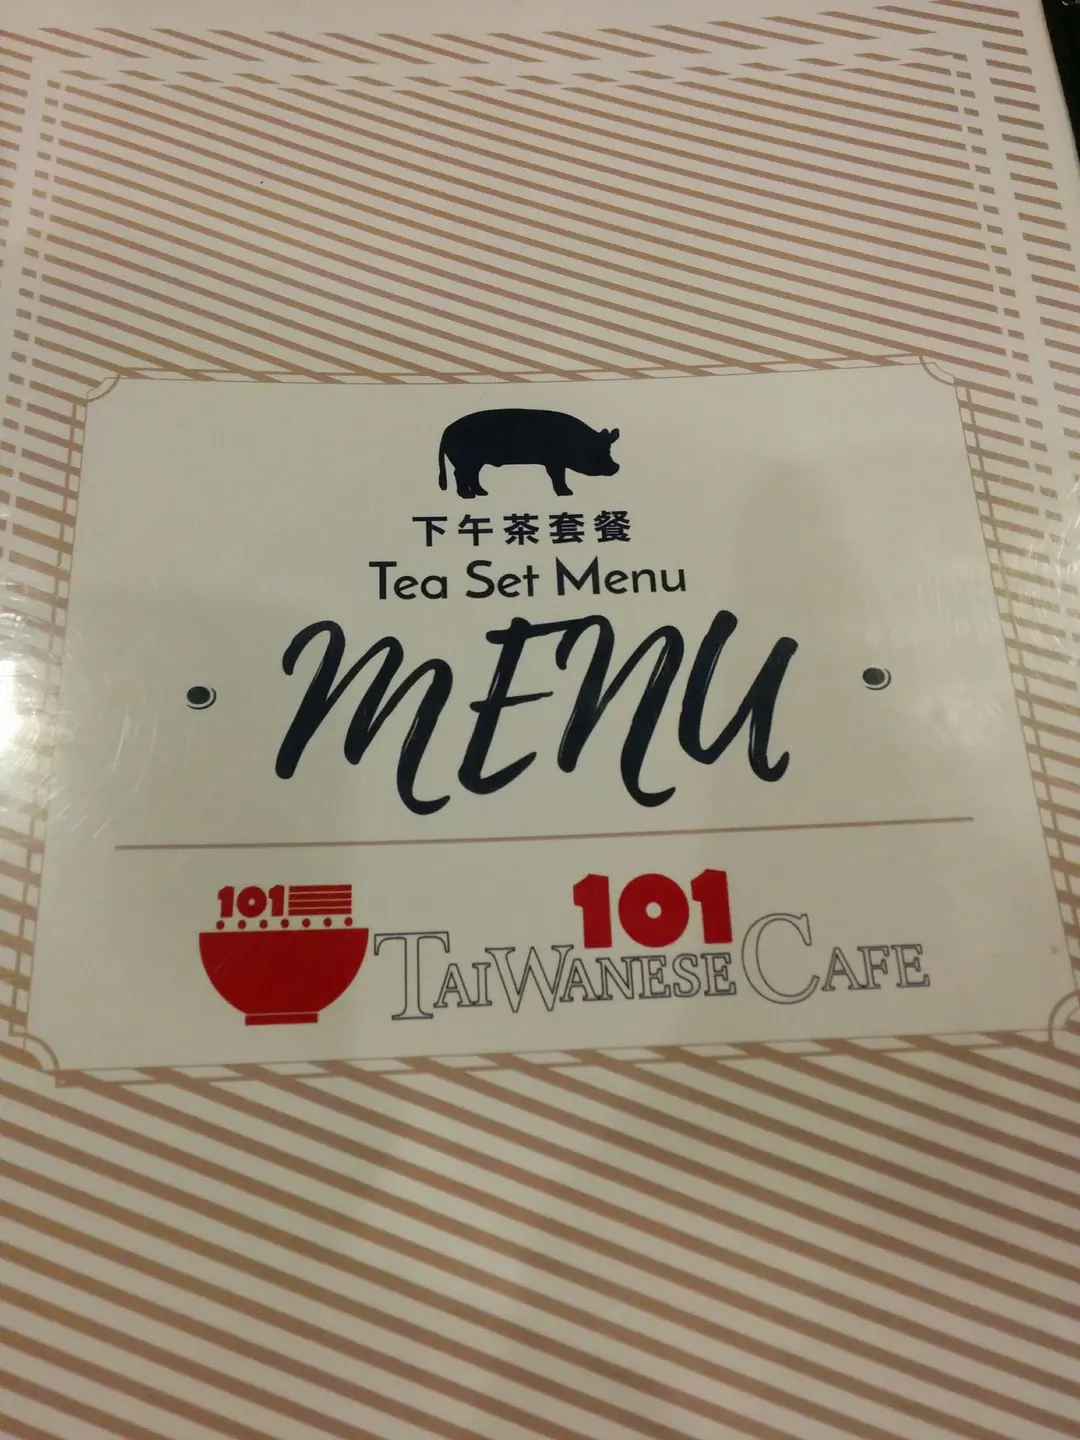 下午茶套餐
Tea Set Menu
MENU
101
101
TAIWANESE CAFE